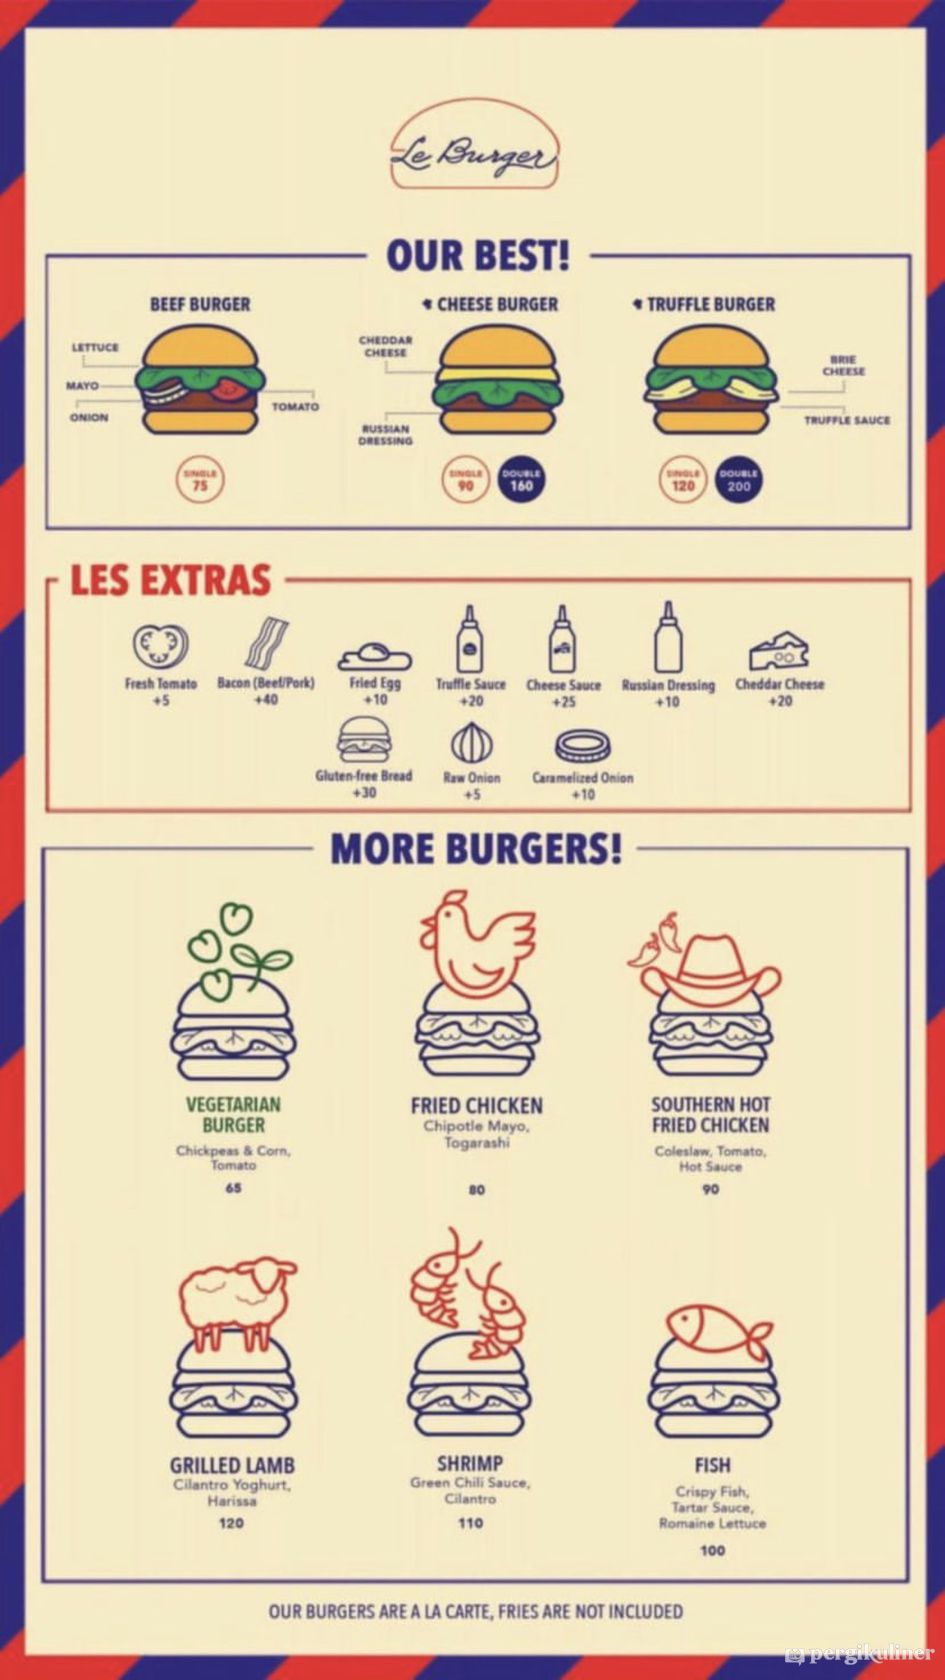 Le Burger
OUR BEST!
BEEF BURGER
LETTUCE
MAYO
ONION
TOMATO
SINGLE
75
CHEESE BURGER
CHEDDAR
CHEESE
RUSSIAN
DRESSING
SINGLE
90
DOUBLE
160
TRUFFLE BURGER
BRIE
CHEESE
TRUFFLE SAUCE
SINGLE
120
DOUBLE
200
LES EXTRAS
Fresh Tomato
+5
Bacon (Beef/Pork)
+40
Fried Egg
+10
Truffle Sauce
+20
Cheese Sauce
+25
Russian Dressing
+10
Cheddar Cheese
+20
Gluten-free Bread
+30
Raw Onion
+5
Caramelized Onion
+10
MORE BURGERS!
VEGETARIAN
BURGER
Chickpeas & Corn,
Tomato
65
FRIED CHICKEN
Chipotle Mayo,
Togarashi
80
SOUTHERN HOT
FRIED CHICKEN
Coleslaw, Tomato,
Hot Sauce
90
GRILLED LAMB
Cilantro Yoghurt,
Harissa
120
SHRIMP
Green Chili Sauce,
Cilantro
110
FISH
Crispy Fish,
Tartar Sauce,
Romaine Lettuce
100
OUR BURGERS ARE A LA CARTE, FRIES ARE NOT INCLUDED
pergikuliner